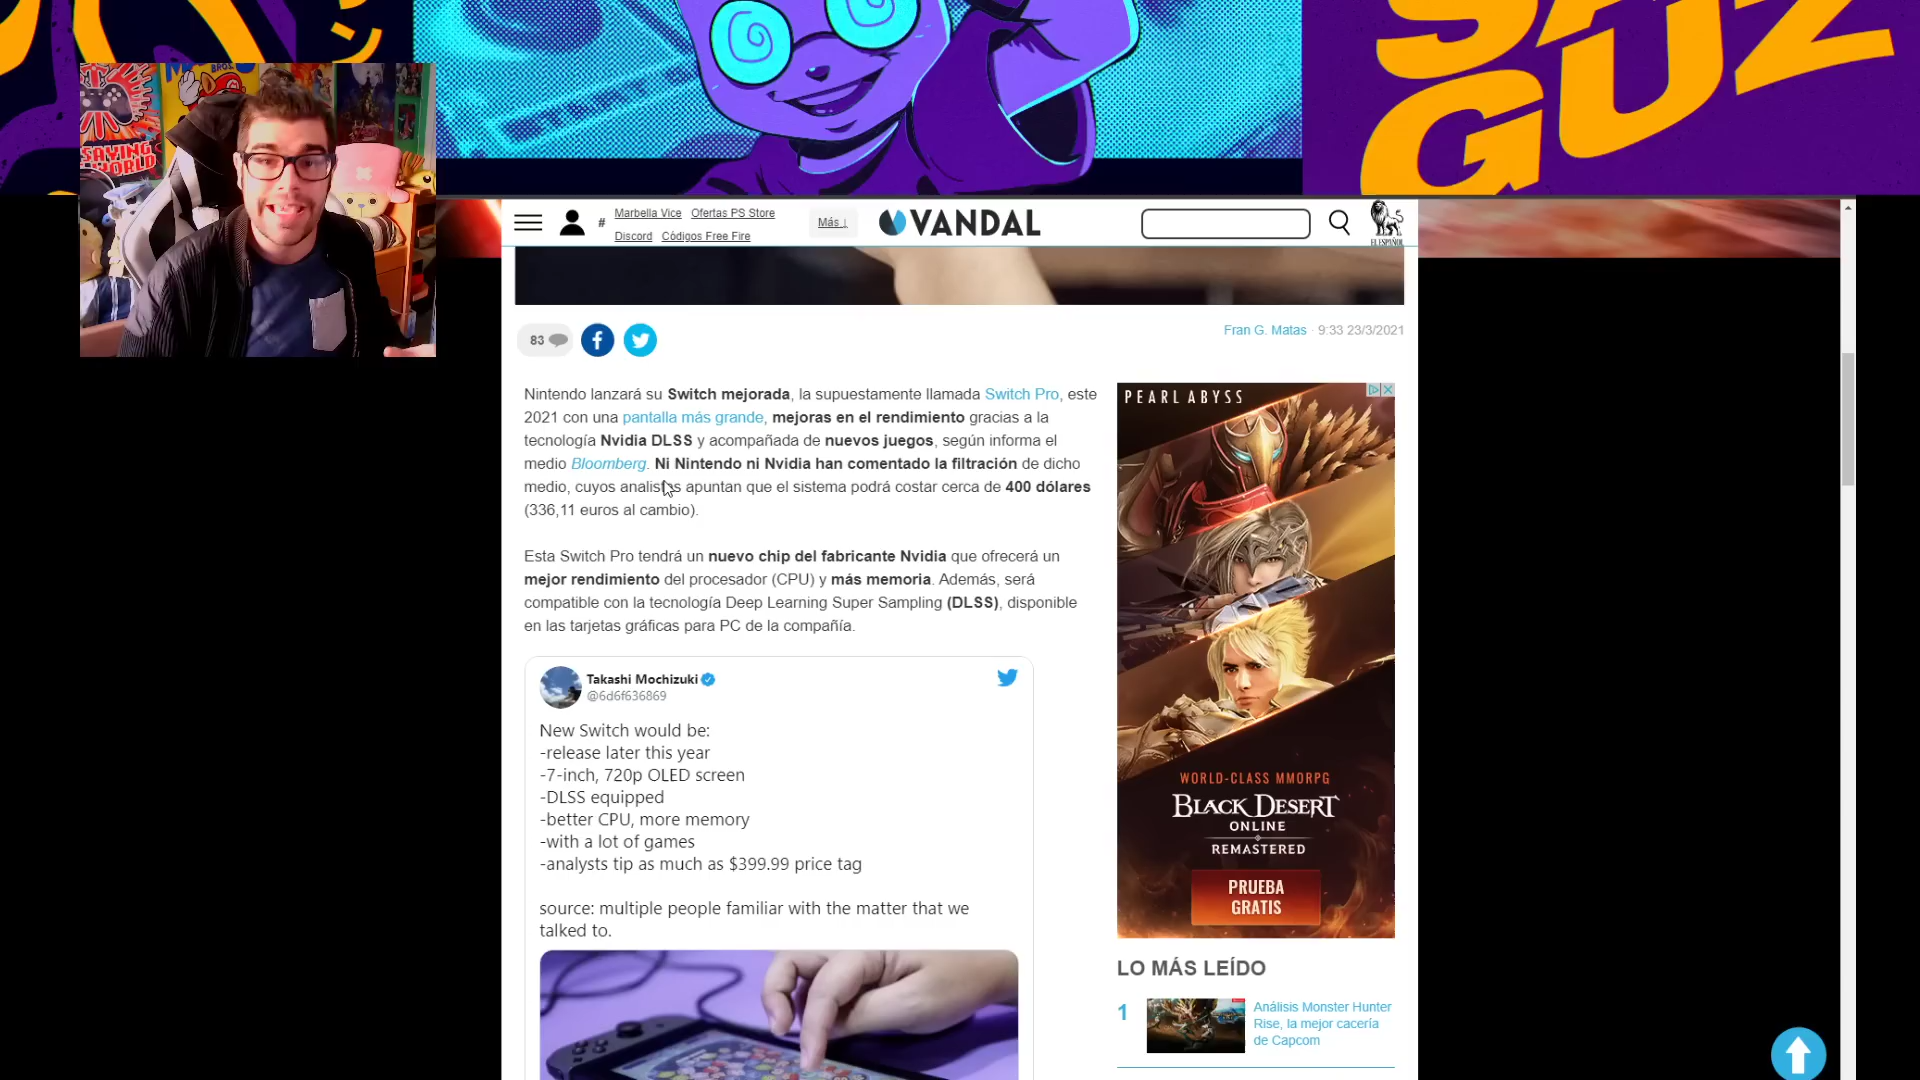 GUZ
BROS.
SAYING
WORLD
#
Marbella Vice Ofertas PS Store
Discord Códigos Free Fire
Más ↓
VANDAL
EL ESPAÑOL
83
Fran G. Matas · 9:33 23/3/2021
Nintendo lanzará su Switch mejorada, la supuestamente llamada Switch Pro, este
2021 con una pantalla más grande, mejoras en el rendimiento gracias a la
tecnología Nvidia DLSS y acompañada de nuevos juegos, según informa el
medio Bloomberg. Ni Nintendo ni Nvidia han comentado la filtración de dicho
medio, cuyos analistas apuntan que el sistema podrá costar cerca de 400 dólares
(336,11 euros al cambio).
Esta Switch Pro tendrá un nuevo chip del fabricante Nvidia que ofrecerá un
mejor rendimiento del procesador (CPU) y más memoria. Además, será
compatible con la tecnología Deep Learning Super Sampling (DLSS), disponible
en las tarjetas gráficas para PC de la compañía.
Takashi Mochizuki
@6d6f636869
New Switch would be:
-release later this year
-7-inch, 720p OLED screen
-DLSS equipped
-better CPU, more memory
-with a lot of games
-analysts tip as much as $399.99 price tag
source: multiple people familiar with the matter that we
talked to.
PEARL ABYSS
WORLD-CLASS MMORPG
BLACK DESERT
ONLINE
REMASTERED
PRUEBA
GRATIS
LO MÁS LEÍDO
1
Análisis Monster Hunter
Rise, la mejor cacería
de Capcom